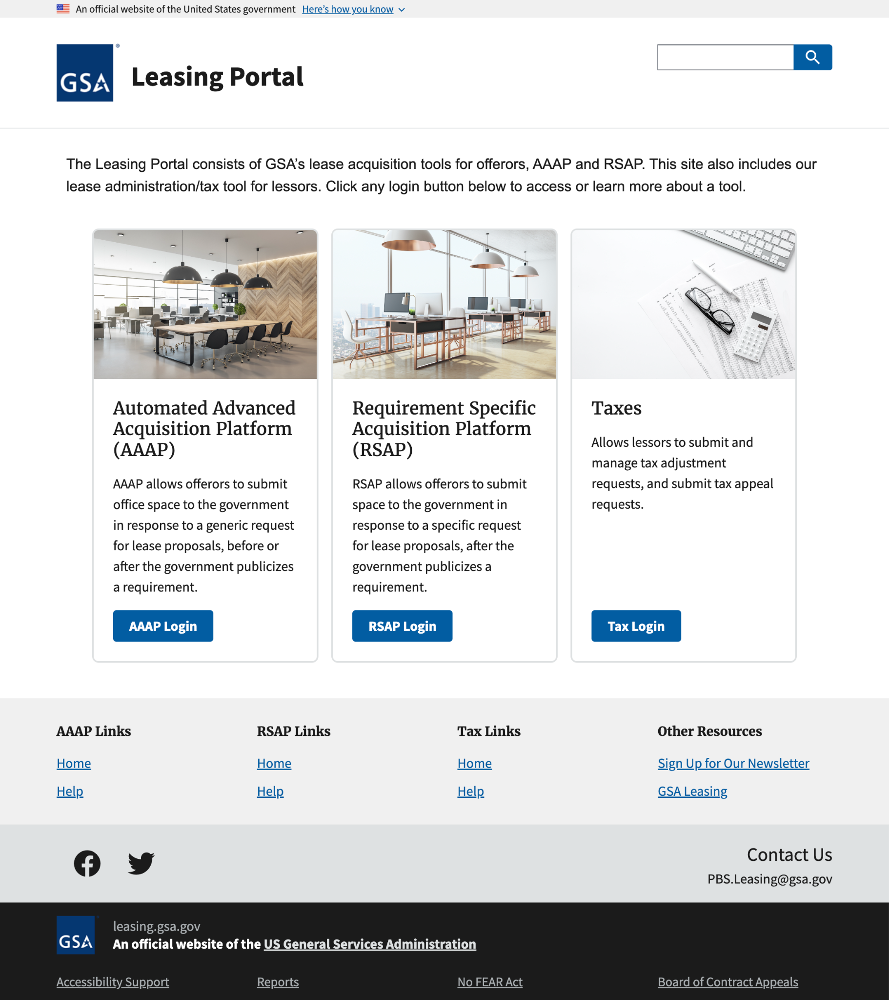 An official website of the United States government Here’s how you know
GSA ®
Leasing Portal
The Leasing Portal consists of GSA’s lease acquisition tools for offerors, AAAP and RSAP. This site also includes our
lease administration/tax tool for lessors. Click any login button below to access or learn more about a tool.
Automated Advanced
Acquisition Platform
(AAAP)
AAAP allows offerors to submit
office space to the government
in response to a generic request
for lease proposals, before or
after the government publicizes
a requirement.
AAAP Login
Requirement Specific
Acquisition Platform
(RSAP)
RSAP allows offerors to submit
space to the government in
response to a specific request
for lease proposals, after the
government publicizes a
requirement.
RSAP Login
Taxes
Allows lessors to submit and
manage tax adjustment
requests, and submit tax appeal
requests.
Tax Login
AAAP Links
Home
Help
RSAP Links
Home
Help
Tax Links
Home
Help
Other Resources
Sign Up for Our Newsletter
GSA Leasing
Contact Us
PBS.Leasing@gsa.gov
GSA
leasing.gsa.gov
An official website of the US General Services Administration
Accessibility Support
Reports
No FEAR Act
Board of Contract Appeals